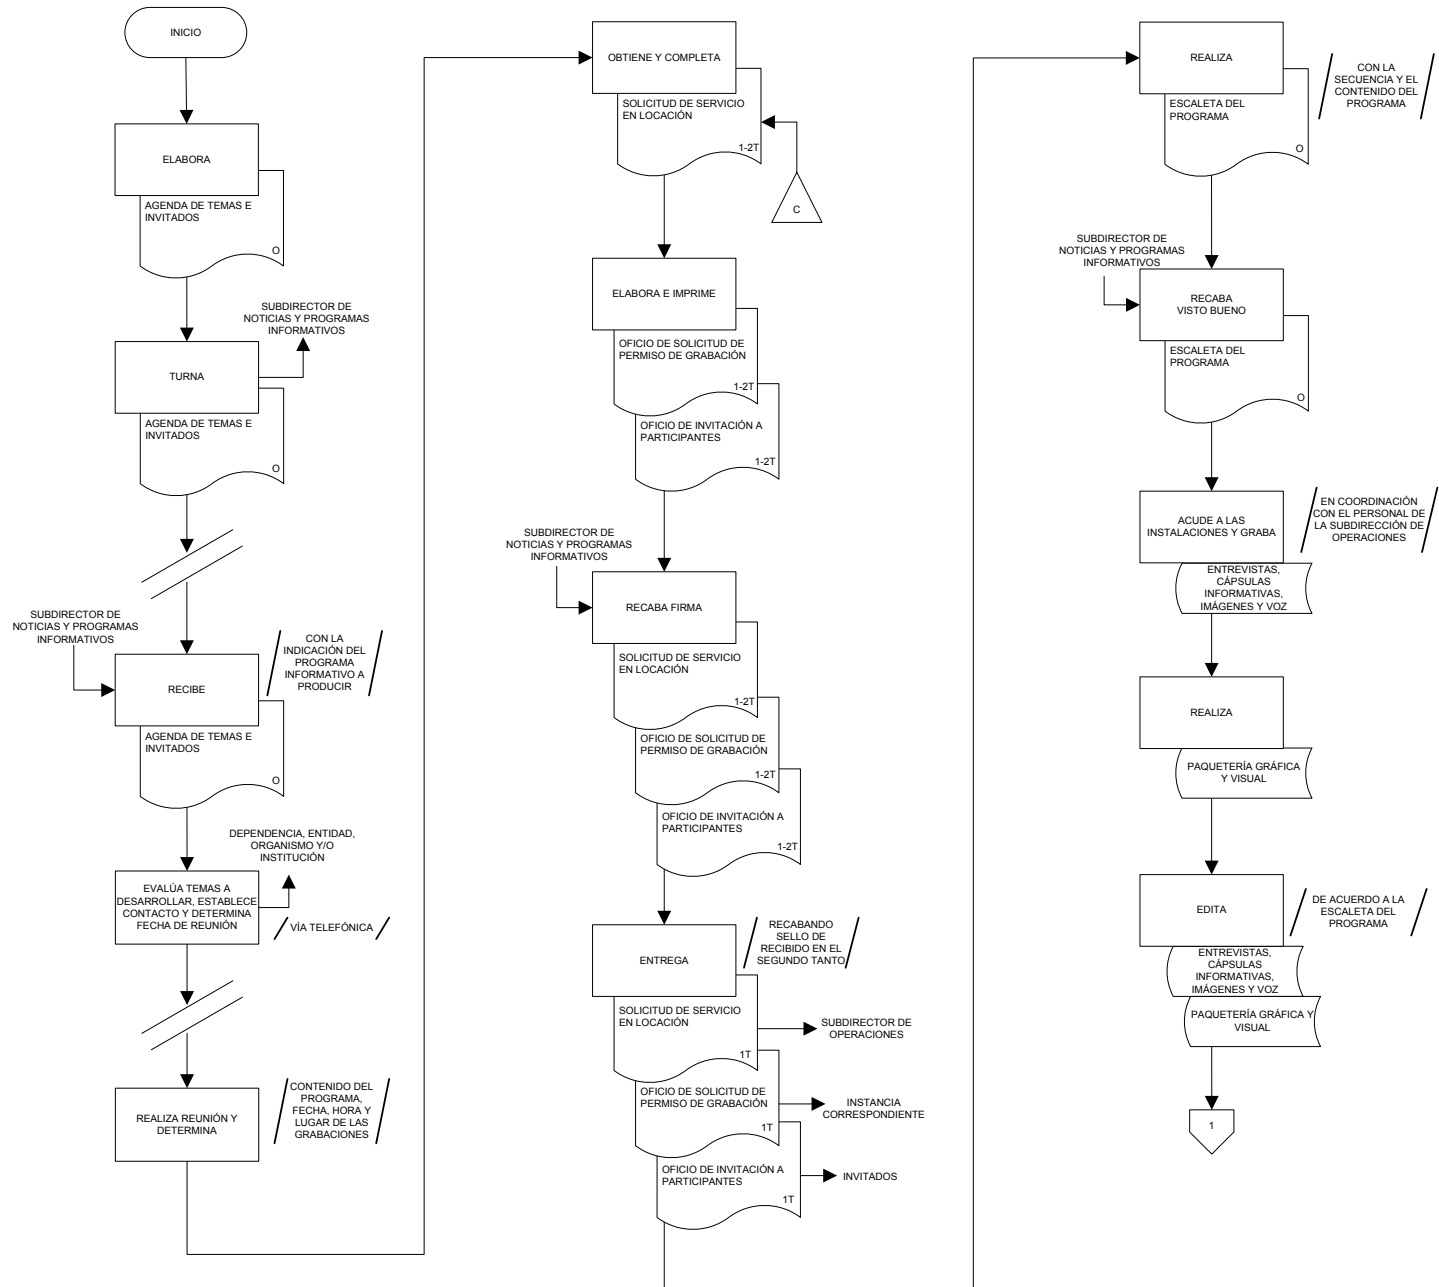 INICIO
ELABORA
AGENDA DE TEMAS E
INVITADOS
O
SUBDIRECTOR DE
NOTICIAS Y PROGRAMAS
INFORMATIVOS
TURNA
AGENDA DE TEMAS E
INVITADOS
O
SUBDIRECTOR DE
NOTICIAS Y PROGRAMAS
INFORMATIVOS
RECIBE
CON LA
INDICACIÓN DEL
PROGRAMA
INFORMATIVO A
PRODUCIR
AGENDA DE TEMAS E
INVITADOS
O
DEPENDENCIA, ENTIDAD,
ORGANISMO Y/O
INSTITUCIÓN
EVALÚA TEMAS A
DESARROLLAR, ESTABLECE
CONTACTO Y DETERMINA
FECHA DE REUNIÓN
VÍA TELEFÓNICA
REALIZA REUNIÓN Y
DETERMINA
CONTENIDO DEL
PROGRAMA,
FECHA, HORA Y
LUGAR DE LAS
GRABACIONES
OBTIENE Y COMPLETA
SOLICITUD DE SERVICIO
EN LOCACIÓN
1-2T
C
ELABORA E IMPRIME
OFICIO DE SOLICITUD DE
PERMISO DE GRABACIÓN
1-2T
OFICIO DE INVITACIÓN A
PARTICIPANTES
1-2T
SUBDIRECTOR DE
NOTICIAS Y PROGRAMAS
INFORMATIVOS
RECABA FIRMA
SOLICITUD DE SERVICIO
EN LOCACIÓN
1-2T
OFICIO DE SOLICITUD DE
PERMISO DE GRABACIÓN
1-2T
OFICIO DE INVITACIÓN A
PARTICIPANTES
1-2T
ENTREGA
RECABANDO
SELLO DE
RECIBIDO EN EL
SEGUNDO TANTO
SOLICITUD DE SERVICIO
EN LOCACIÓN
1T
SUBDIRECTOR DE
OPERACIONES
OFICIO DE SOLICITUD DE
PERMISO DE GRABACIÓN
1T
INSTANCIA
CORRESPONDIENTE
OFICIO DE INVITACIÓN A
PARTICIPANTES
1T
INVITADOS
REALIZA
CON LA
SECUENCIA Y EL
CONTENIDO DEL
PROGRAMA
ESCALETA DEL
PROGRAMA
O
SUBDIRECTOR DE
NOTICIAS Y PROGRAMAS
INFORMATIVOS
RECABA
VISTO BUENO
ESCALETA DEL
PROGRAMA
O
ACUDE A LAS
INSTALACIONES Y GRABA
EN COORDINACIÓN
CON EL PERSONAL DE
LA SUBDIRECCIÓN DE
OPERACIONES
ENTREVISTAS,
CÁPSULAS
INFORMATIVAS,
IMÁGENES Y VOZ
REALIZA
PAQUETERÍA GRÁFICA
Y VISUAL
EDITA
DE ACUERDO A LA
ESCALETA DEL
PROGRAMA
ENTREVISTAS,
CÁPSULAS
INFORMATIVAS,
IMÁGENES Y VOZ
PAQUETERÍA GRÁFICA Y
VISUAL
1